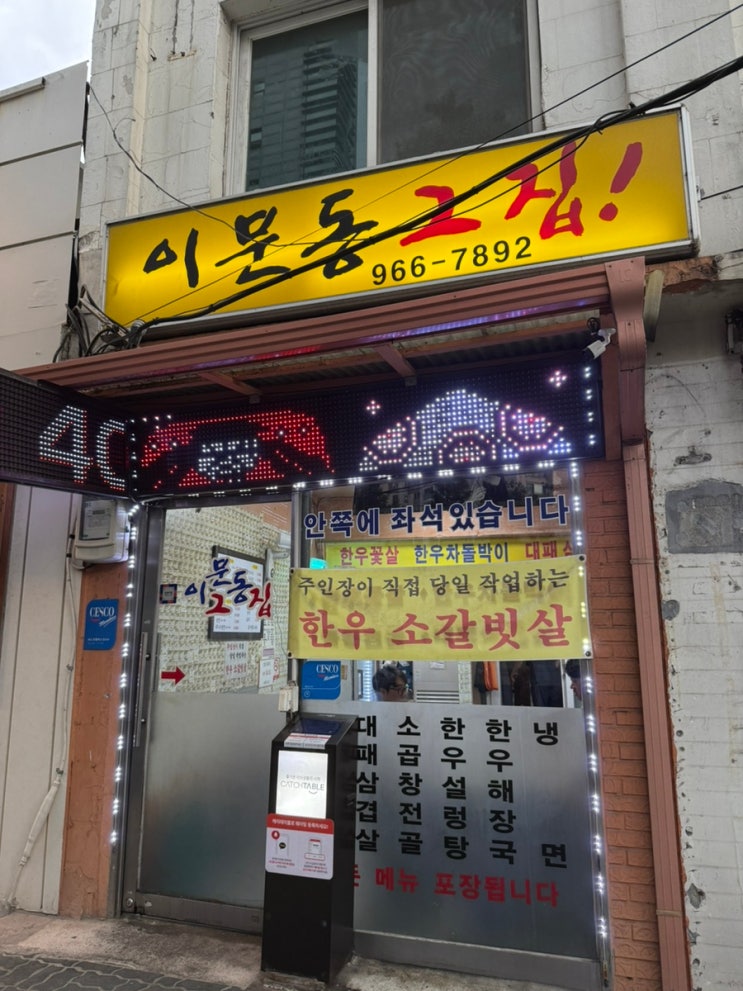 이문동그집!
966-7892
40
안쪽에 좌석있습니다
한우꽃살 한우차돌박이 대패
주인장이 직접 당일 작업하는
한우 소갈빗살
이문동
그집
CESCO
CESCO
CATCHTABLE
대패삼겹살
소곱창전골
한우설렁탕
한우해장국
냉면
메뉴 포장됩니다